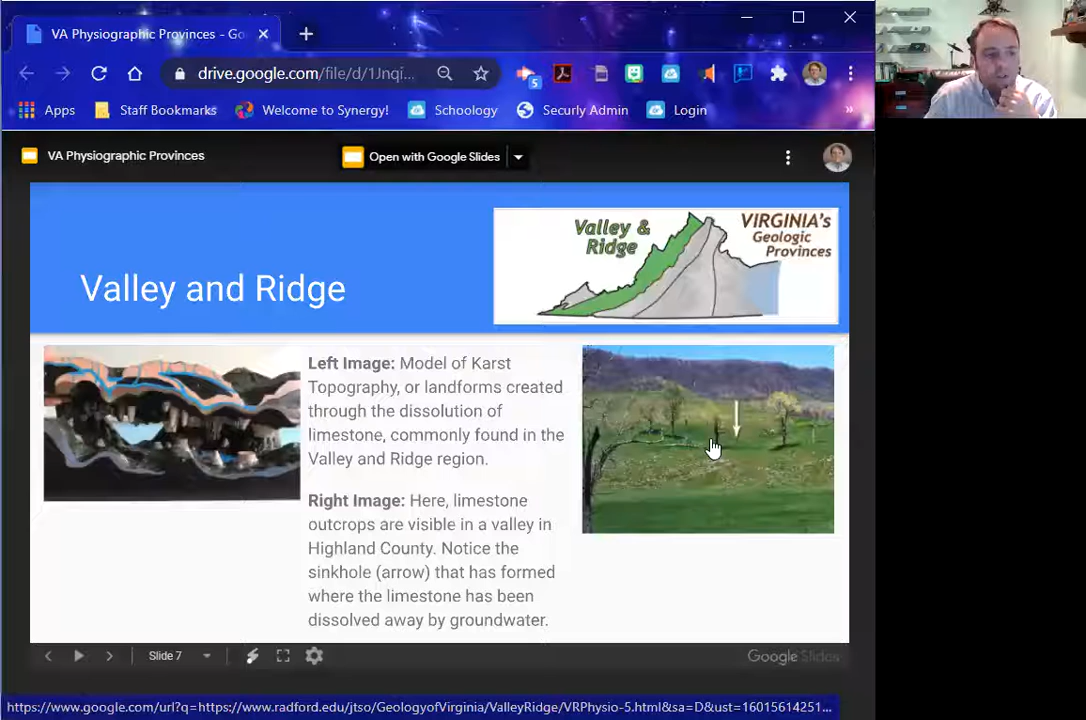 VA Physiographic Provinces - Go
drive.google.com/file/d/1Jnqi...
5
Apps
Staff Bookmarks
Welcome to Synergy!
Schoology
Securly Admin
Login
»
VA Physiographic Provinces
Open with Google Slides
Valley and Ridge
Valley &
Ridge
VIRGINIA's
Geologic
Provinces
Left Image: Model of Karst
Topography, or landforms created
through the dissolution of
limestone, commonly found in the
Valley and Ridge region.
Right Image: Here, limestone
outcrops are visible in a valley in
Highland County. Notice the
sinkhole (arrow) that has formed
where the limestone has been
dissolved away by groundwater.
Slide 7
Google Slides
https://www.google.com/url?q=https://www.radford.edu/jtso/GeologyofVirginia/ValleyRidge/VRPhysio-5.html&sa=D&ust=16015614251...